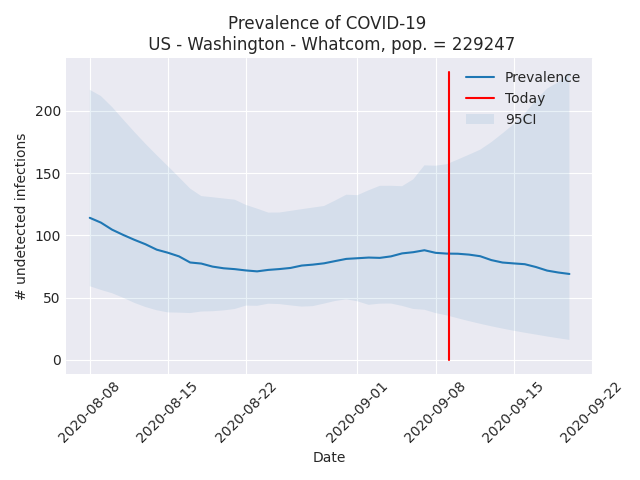 Prevalence of COVID-19
US - Washington - Whatcom, pop. = 229247
Prevalence
Today
95CI
# undetected infections
200
150
100
50
0
2020-08-08
2020-08-15
2020-08-22
2020-09-01
2020-09-08
2020-09-15
2020-09-22
Date